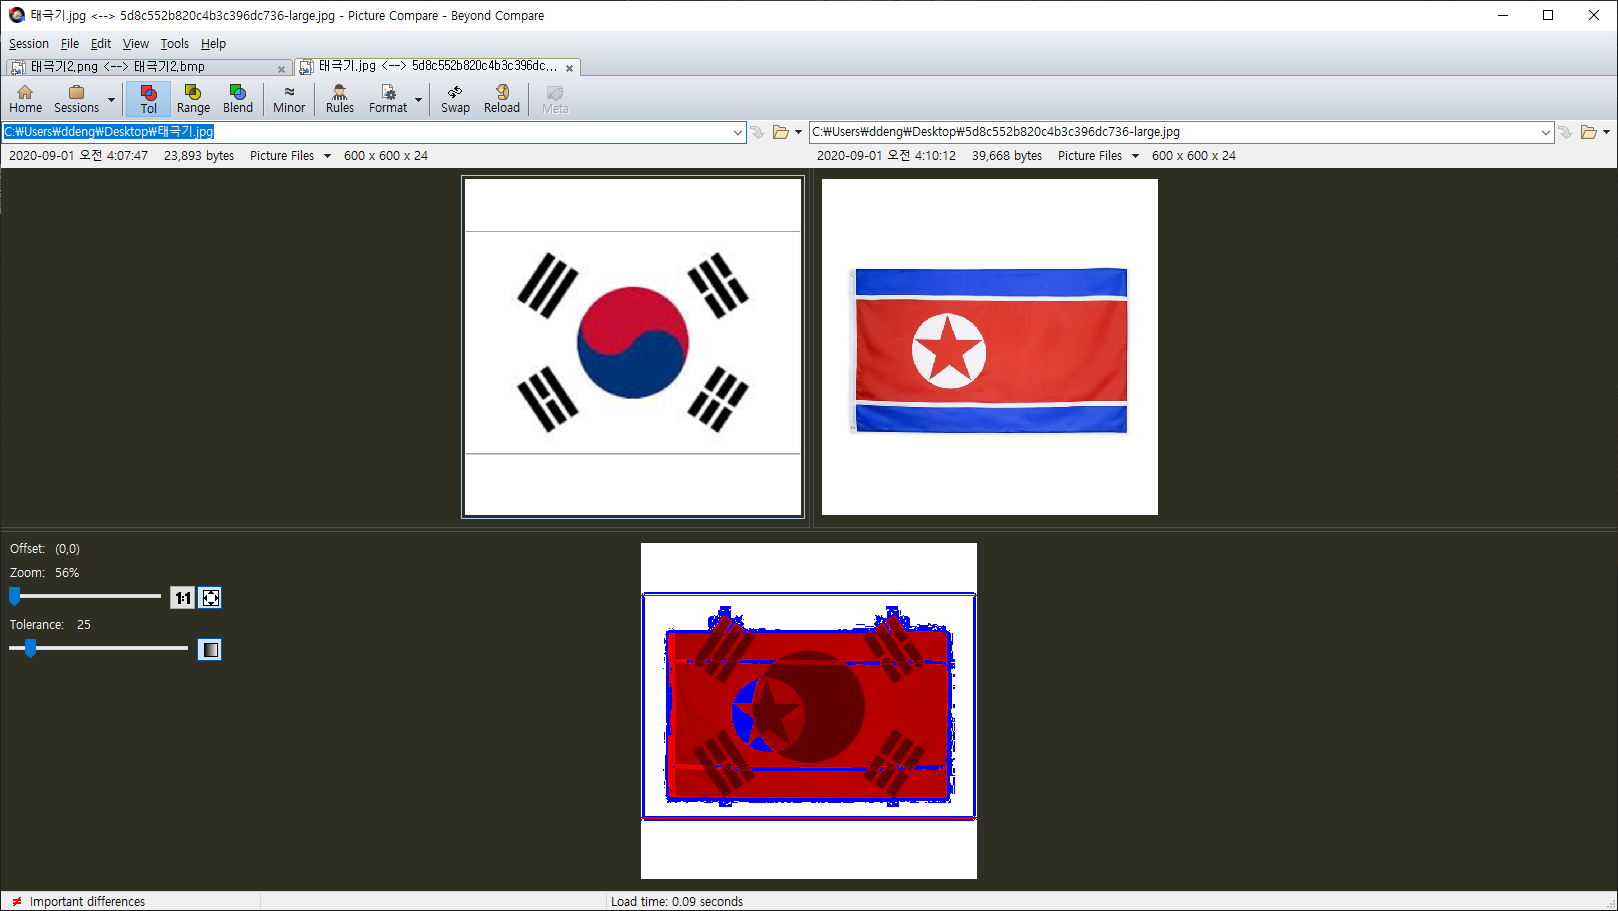 태극기.jpg <--> 5d8c552b820c4b3c396dc736-large.jpg - Picture Compare - Beyond Compare
Session File Edit View Tools Help
태극기2.png <--> 태극기2.bmp
태극기.jpg <--> 5d8c552b820c4b3c396dc...
Home Sessions Tol Range Blend Minor Rules Format Swap Reload Meta
C:₩Users₩ddeng₩Desktop₩태극기.jpg
C:₩Users₩ddeng₩Desktop₩5d8c552b820c4b3c396dc736-large.jpg
2020-09-01 오전 4:07:47 23,893 bytes Picture Files 600 x 600 x 24
2020-09-01 오전 4:10:12 39,668 bytes Picture Files 600 x 600 x 24
Offset: (0,0)
Zoom: 56%
1:1
Tolerance: 25
≠ Important differences
Load time: 0.09 seconds